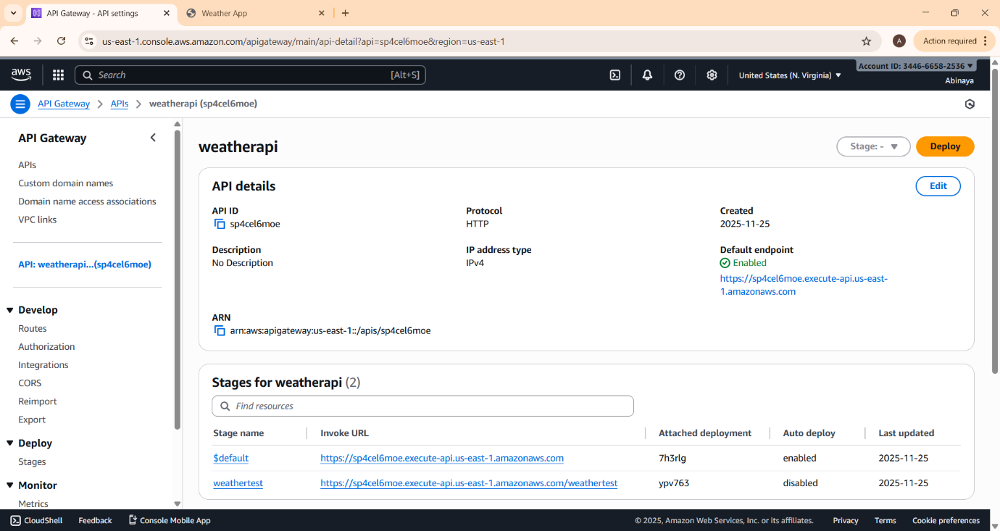 API Gateway - API settings
Weather App
us-east-1.console.aws.amazon.com/apigateway/main/api-detail?api=sp4cel6moe&region=us-east-1
A
Action required
aws
Search
[Alt+S]
United States (N. Virginia)
Account ID: 3446-6658-2536
Abinaya
API Gateway
APIs
weatherapi (sp4cel6moe)
API Gateway
APIs
Custom domain names
Domain name access associations
VPC links
API: weatherapi...(sp4cel6moe)
Develop
Routes
Authorization
Integrations
CORS
Reimport
Export
Deploy
Stages
Monitor
Metrics
weatherapi
Stage: -
Deploy
API details
Edit
API ID
sp4cel6moe
Protocol
HTTP
Created
2025-11-25
Description
No Description
IP address type
IPv4
Default endpoint
Enabled
https://sp4cel6moe.execute-api.us-east-
1.amazonaws.com
ARN
arn:aws:apigateway:us-east-1::/apis/sp4cel6moe
Stages for weatherapi (2)
Find resources
Stage name Invoke URL Attached deployment Auto deploy Last updated
$default https://sp4cel6moe.execute-api.us-east-1.amazonaws.com 7h3rlg enabled 2025-11-25
weathertest https://sp4cel6moe.execute-api.us-east-1.amazonaws.com/weathertest ypv763 disabled 2025-11-25
CloudShell Feedback Console Mobile App © 2025, Amazon Web Services, Inc. or its affiliates. Privacy Terms Cookie preferences